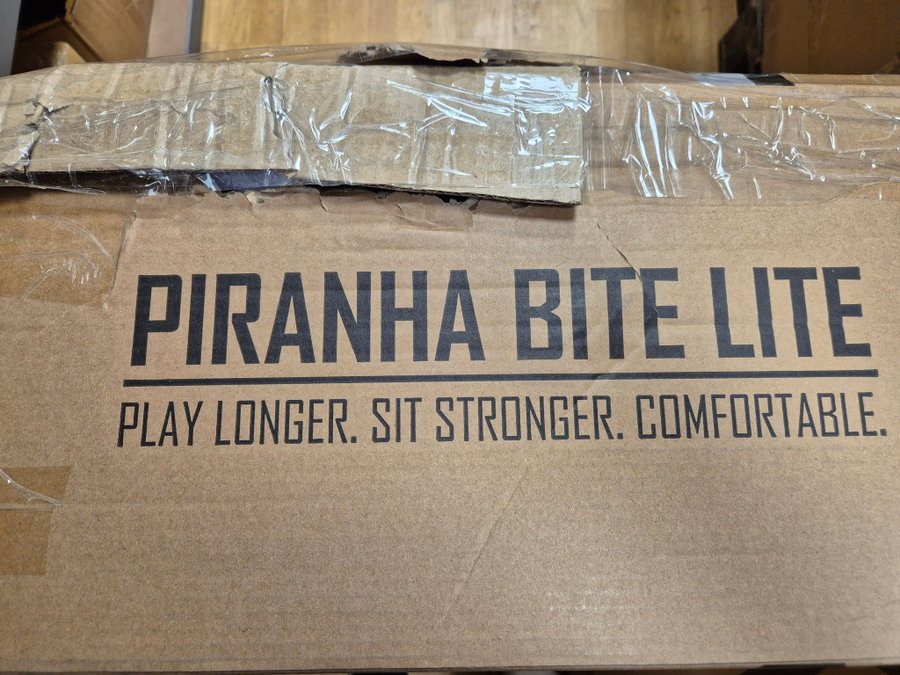 PIRANHA BITE LITE
PLAY LONGER. SIT STRONGER. COMFORTABLE.